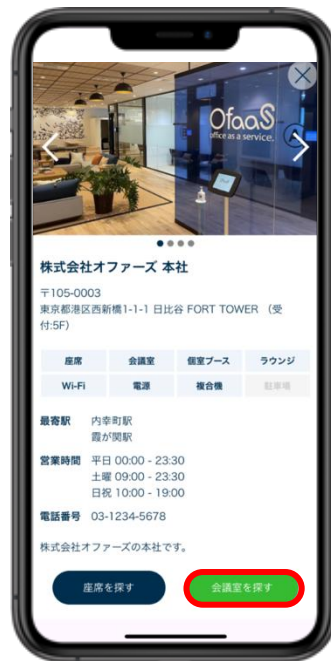 OfaaS
office as a service.
株式会社オファーズ 本社
〒105-0003
東京都港区西新橋1-1-1 日比谷 FORT TOWER （受
付:5F）
座席 会議室 個室ブース ラウンジ
Wi-Fi 電源 複合機 駐車場
最寄駅 内幸町駅
霞が関駅
営業時間 平日 00:00 - 23:30
土曜 09:00 - 23:30
日祝 10:00 - 19:00
電話番号 03-1234-5678
株式会社オファーズの本社です。
座席を探す 会議室を探す